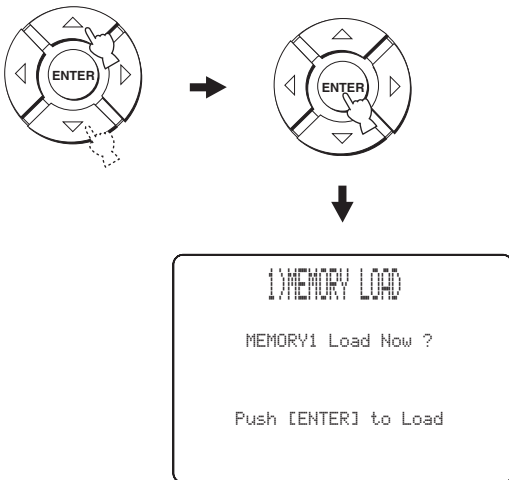 ENTER
ENTER
1)MEMORY LOAD
MEMORY1 Load Now ?
Push [ENTER] to Load